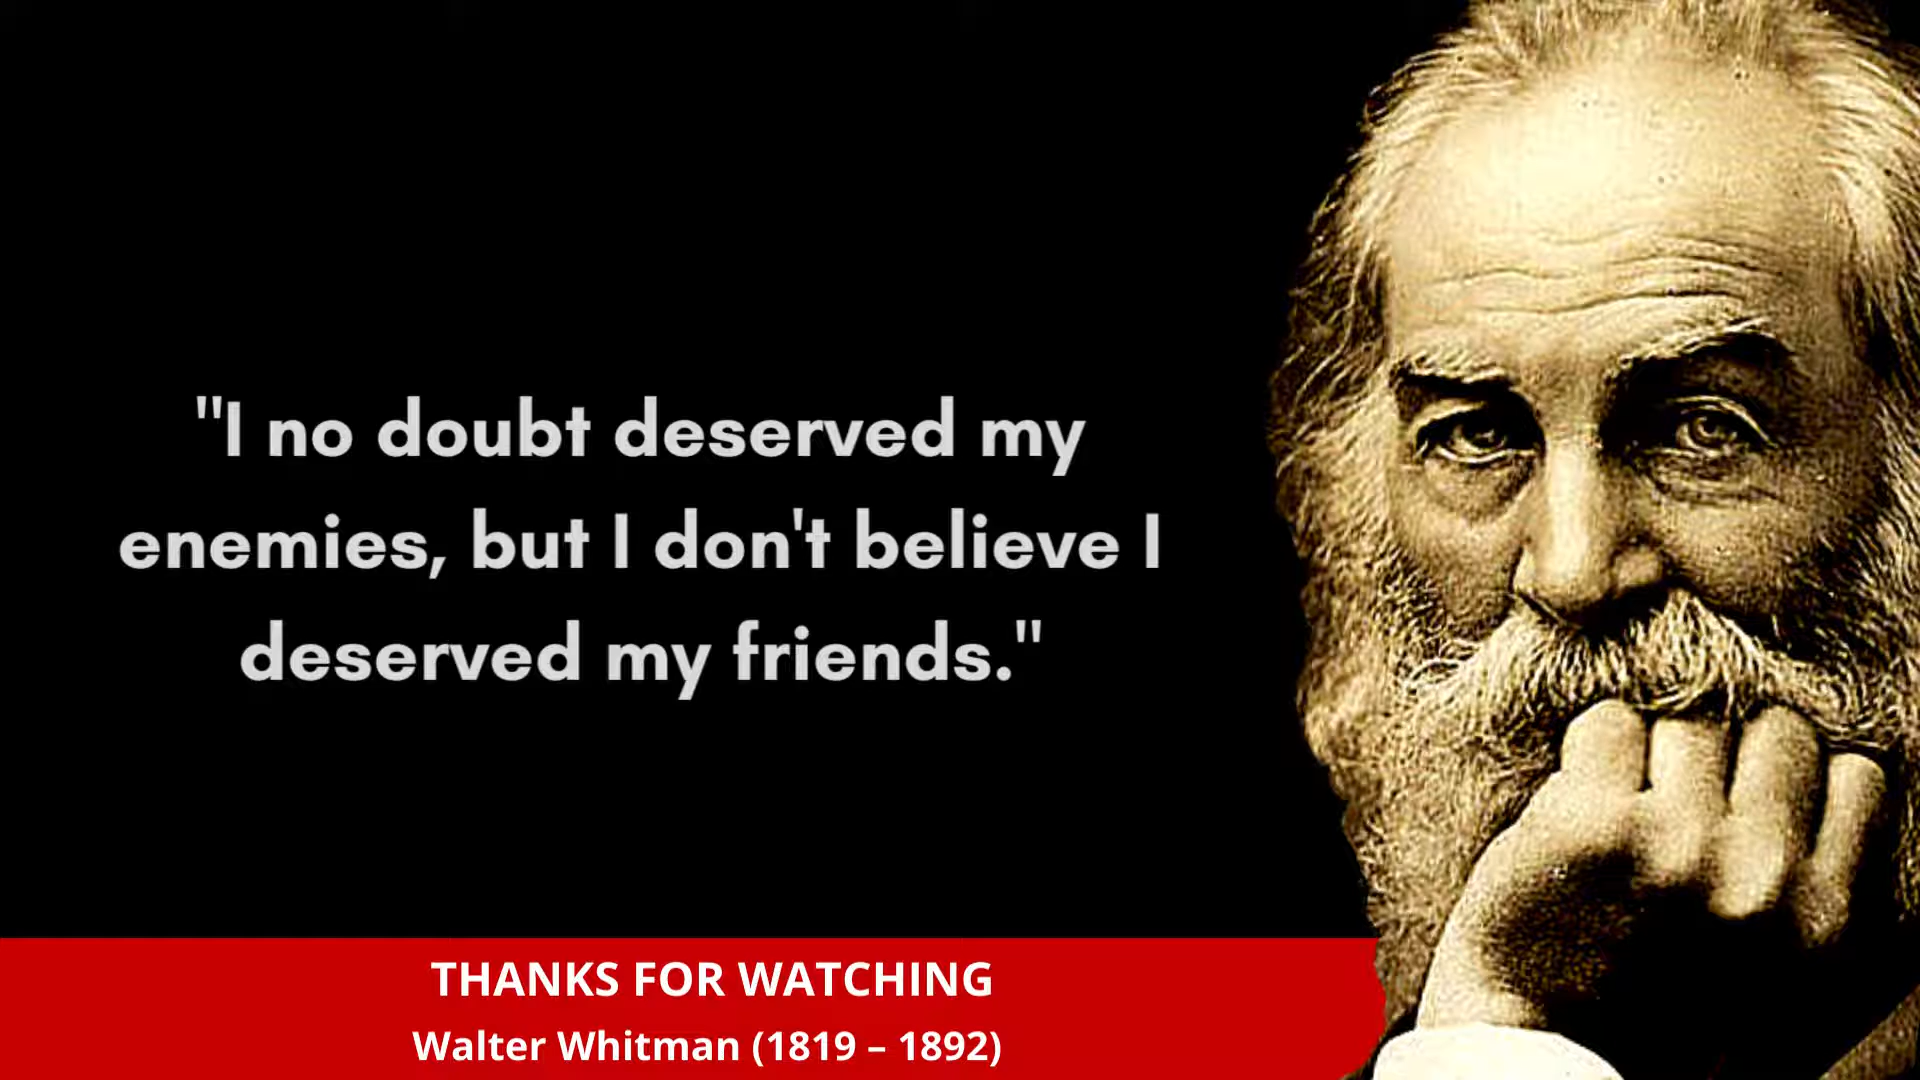 "I no doubt deserved my
enemies, but I don't believe I
deserved my friends."
THANKS FOR WATCHING
Walter Whitman (1819 – 1892)